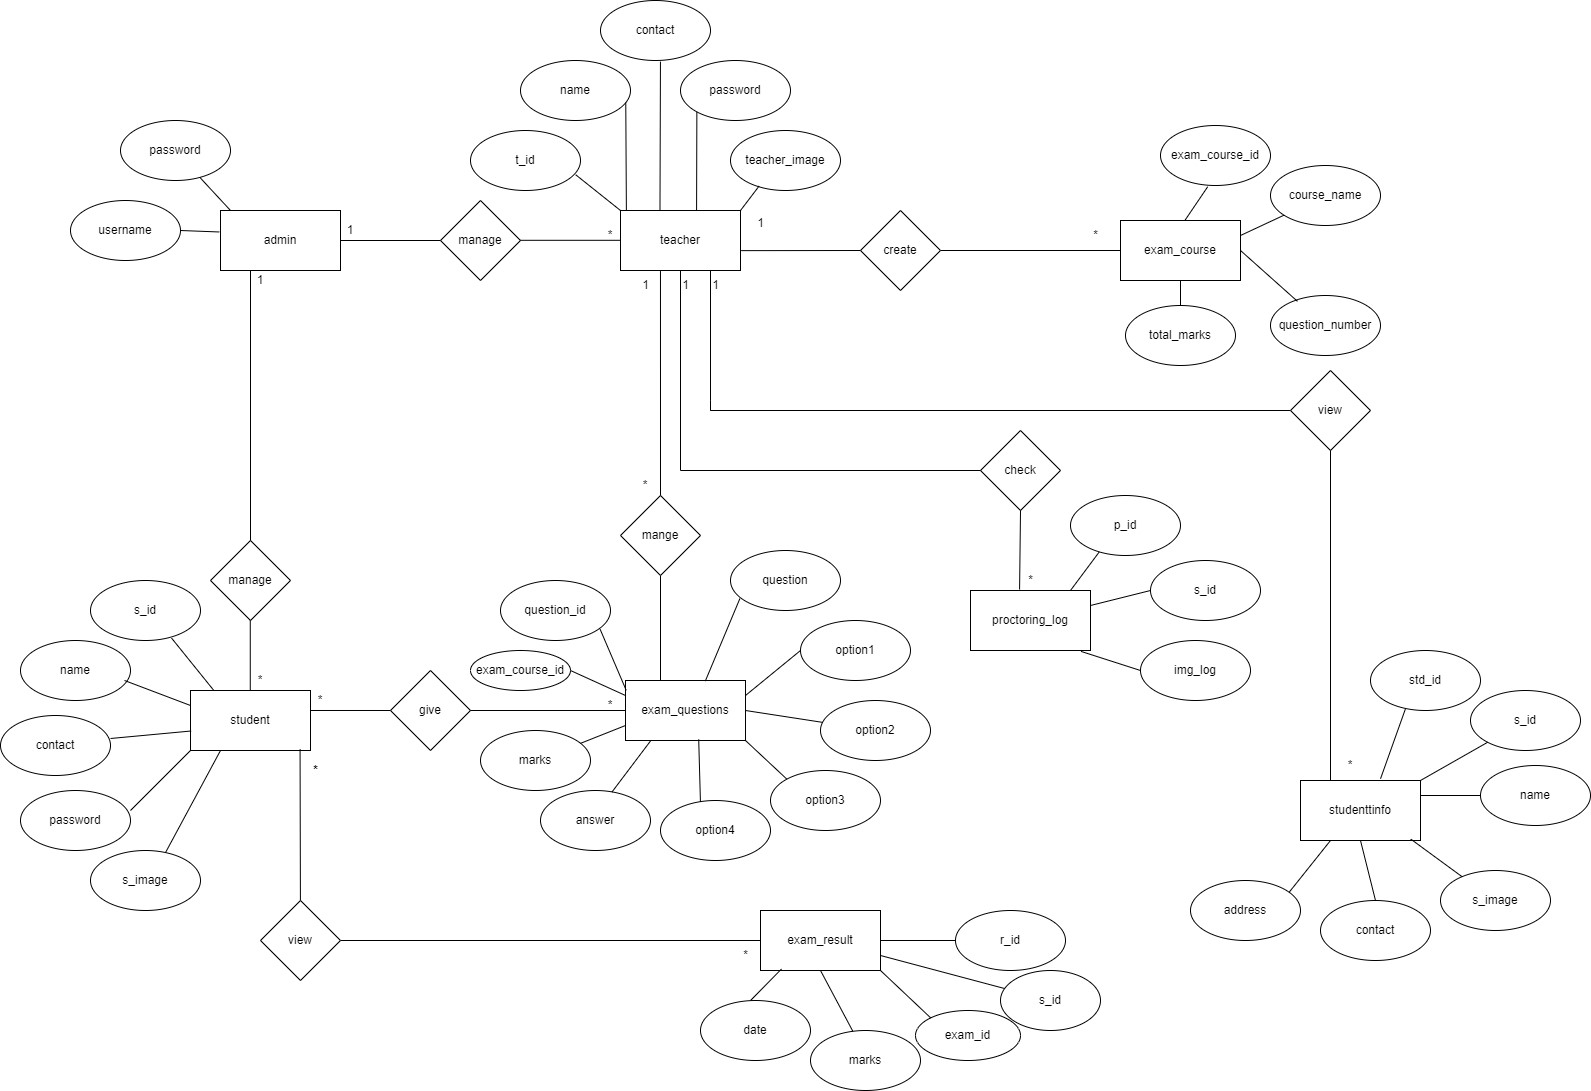 contact
name
password
password
t_id
teacher_image
exam_course_id
course_name
username
admin
1
manage
*
teacher
1
create
*
exam_course
1
1
1
1
total_marks
question_number
view
check
*
mange
p_id
question
*
s_id
manage
s_id
question_id
proctoring_log
option1
img_log
name
exam_course_id
std_id
*
*
*
s_id
student
give
exam_questions
option2
contact
marks
*
*
name
password
answer
option4
option3
studenttinfo
s_image
s_image
address
contact
view
*
exam_result
r_id
s_id
date
exam_id
marks